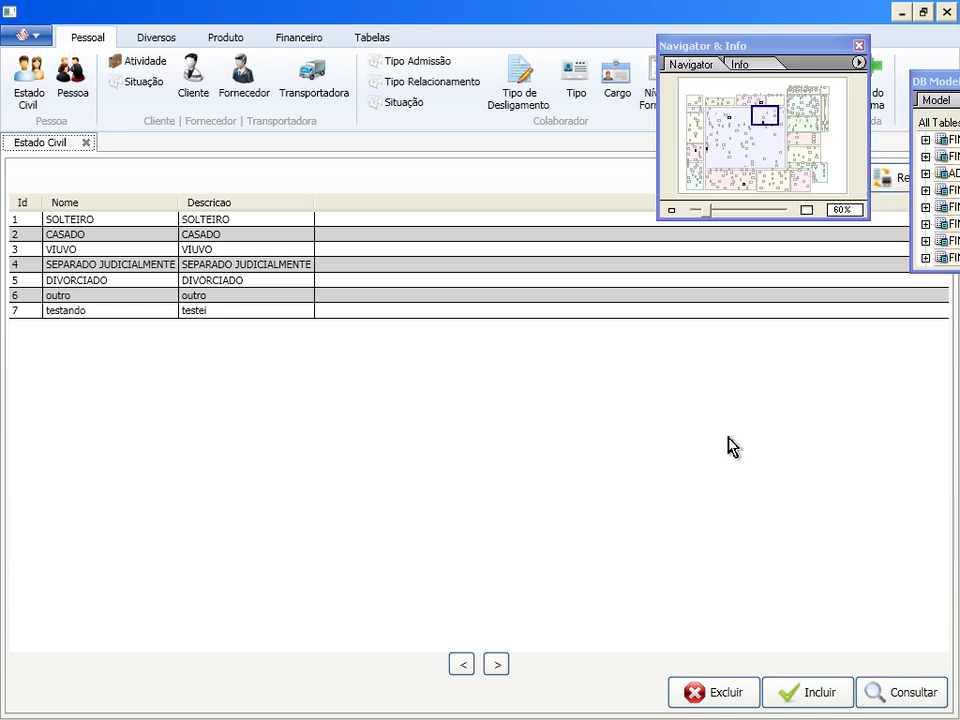 Pessoal Diversos Produto Financeiro Tabelas
Navigator & Info
Navigator Info
60%
DB Model
Model
All Tables
Estado Civil
Pessoa
Pessoa
Atividade
Situação
Cliente
Fornecedor
Transportadora
Cliente | Fornecedor | Transportadora
Tipo Admissão
Tipo Relacionamento
Situação
Tipo de
Desligamento
Tipo
Cargo
Colaborador
Estado Civil
Id Nome Descricao
1 SOLTEIRO SOLTEIRO
2 CASADO CASADO
3 VIUVO VIUVO
4 SEPARADO JUDICIALMENTE SEPARADO JUDICIALMENTE
5 DIVORCIADO DIVORCIADO
6 outro outro
7 testando testei
< >
Excluir Incluir Consultar